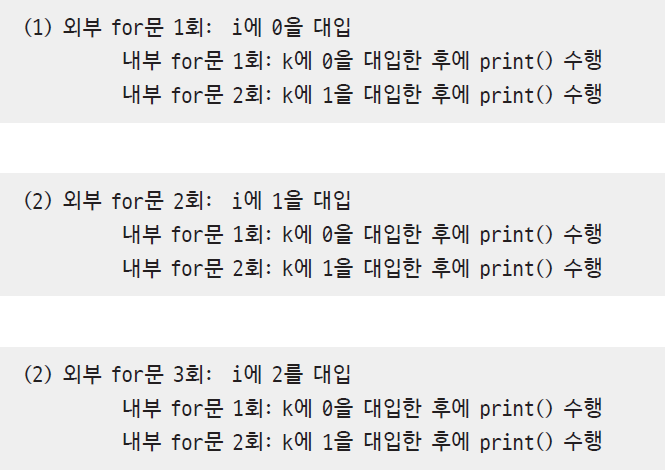 (1) 외부 for문 1회: i에 0을 대입
내부 for문 1회: k에 0을 대입한 후에 print() 수행
내부 for문 2회: k에 1을 대입한 후에 print() 수행
(2) 외부 for문 2회: i에 1을 대입
내부 for문 1회: k에 0을 대입한 후에 print() 수행
내부 for문 2회: k에 1을 대입한 후에 print() 수행
(2) 외부 for문 3회: i에 2를 대입
내부 for문 1회: k에 0을 대입한 후에 print() 수행
내부 for문 2회: k에 1을 대입한 후에 print() 수행